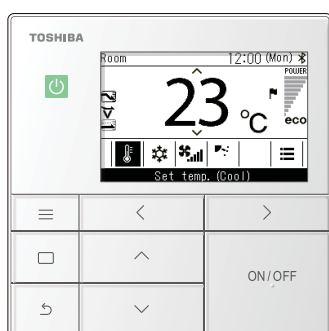 TOSHIBA
Room 12:00 (Mon)
POWER
23 °C
eco
Set temp. (Cool)
ON/OFF